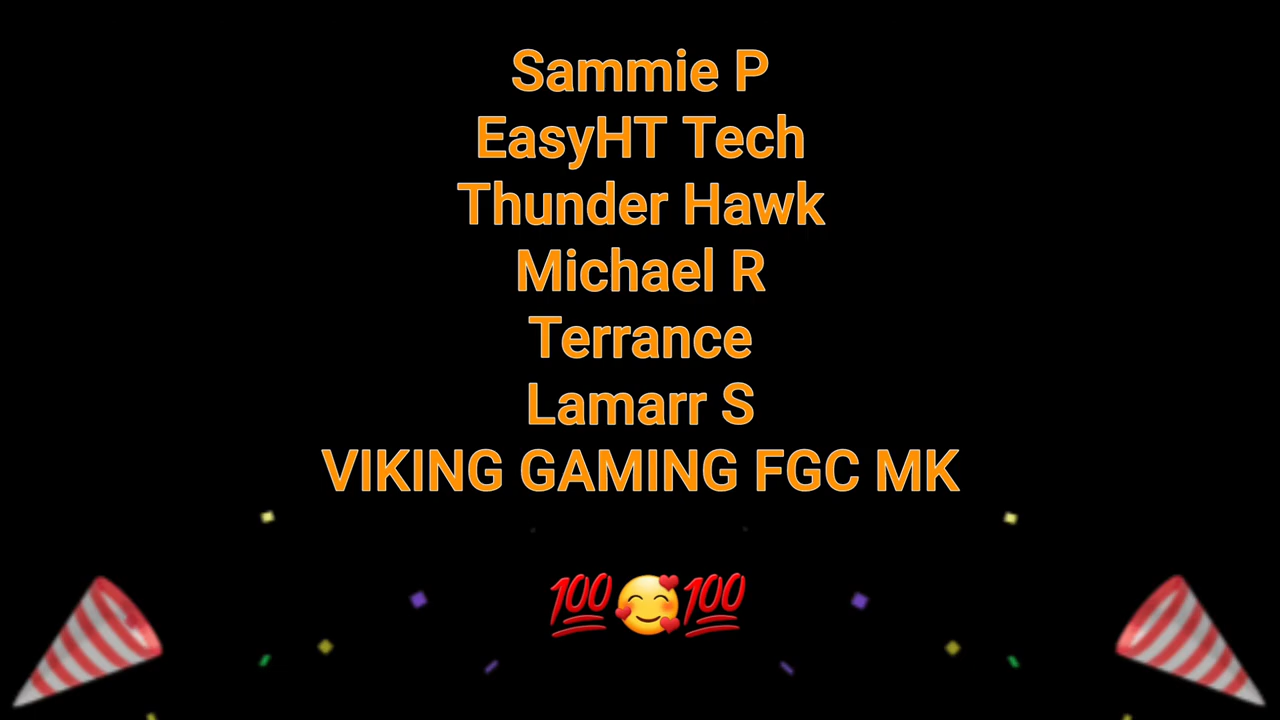 Sammie P
EasyHT Tech
Thunder Hawk
Michael R
Terrance
Lamarr S
VIKING GAMING FGC MK
💯🥰💯